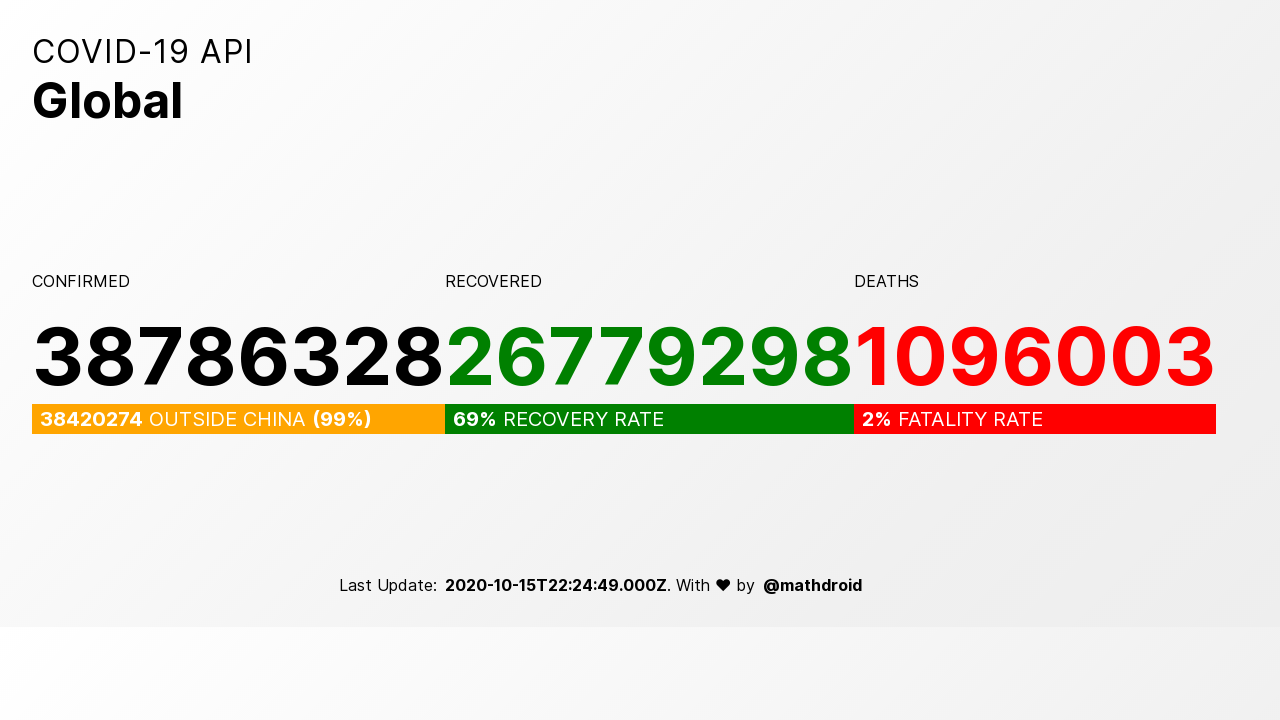 COVID-19 API
Global
CONFIRMED
38786328
38420274 OUTSIDE CHINA (99%)
RECOVERED
26779298
69% RECOVERY RATE
DEATHS
1096003
2% FATALITY RATE
Last Update: 2020-10-15T22:24:49.000Z. With ♥ by @mathdroid